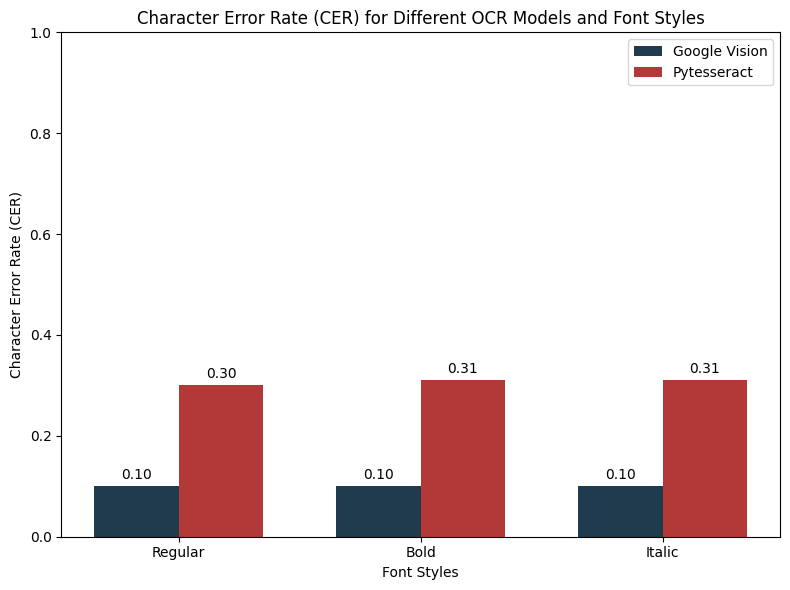 Character Error Rate (CER) for Different OCR Models and Font Styles
Google Vision
Pytesseract
Character Error Rate (CER)
1.0
0.8
0.6
0.4
0.2
0.0
0.10
0.30
0.10
0.31
0.10
0.31
Regular
Bold
Italic
Font Styles